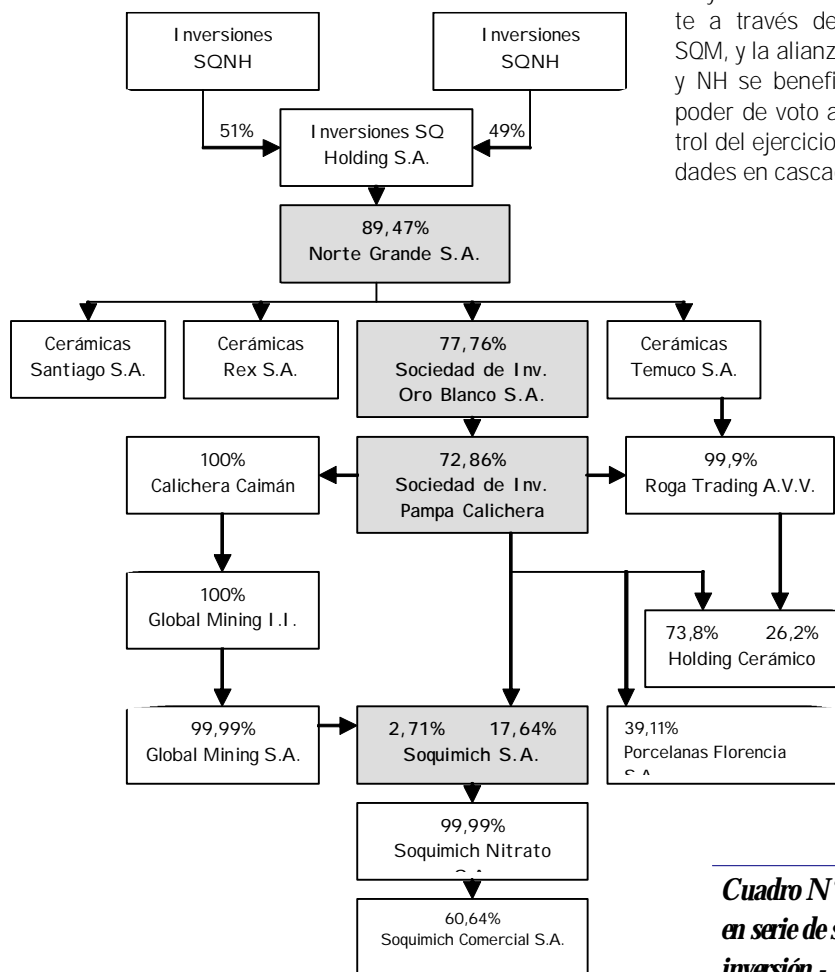 Inversiones
SQNH
Inversiones
SQNH
51%
49%
Inversiones SQ
Holding S.A.
89,47%
Norte Grande S.A.
Cerámicas
Santiago S.A.
Cerámicas
Rex S.A.
77,76%
Sociedad de Inv.
Oro Blanco S.A.
Cerámicas
Temuco S.A.
100%
Calichera Caimán
72,86%
Sociedad de Inv.
Pampa Calichera
99,9%
Roga Trading A.V.V.
100%
Global Mining I.I.
73,8% 26,2%
Holding Cerámico
99,99%
Global Mining S.A.
2,71% 17,64%
Soquimich S.A.
39,11%
Porcelanas Florencia
99,99%
Soquimich Nitrato
60,64%
Soquimich Comercial S.A.
te a través de
SQM, y la alianz
y NH se benefi
poder de voto a
trol del ejercicio
dades en casca
Cuadro N
en serie de s
inversión -